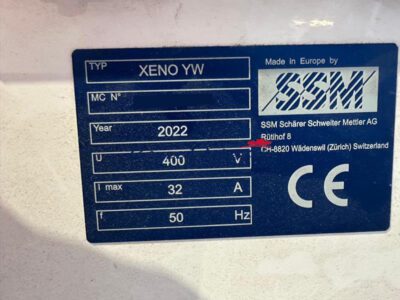 TYP XENO YW
MC N°
Year 2022
U 400 V
I max 32 A
f 50 Hz
Made in Europe by
SSM
SSM Schärer Schweiter Mettler AG
Rütihof 8
CH-8820 Wädenswil (Zürich) Switzerland
CE